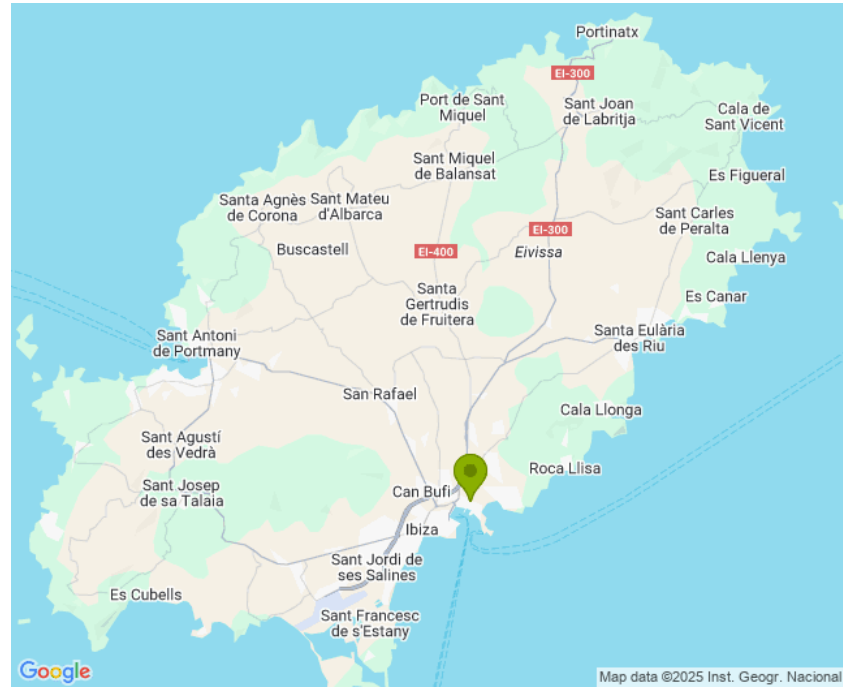 Portinatx
EI-300
Port de Sant
Miquel
Sant Joan
de Labritja
Cala de
Sant Vicent
Sant Miquel
de Balansat
Es Figueral
Santa Agnès
de Corona
Sant Mateu
d'Albarca
Sant Carles
de Peralta
EI-300
Buscastell
EI-400
Eivissa
Cala Llenya
Santa
Gertrudis
de Fruitera
Es Canar
Sant Antoni
de Portmany
Santa Eulària
des Riu
San Rafael
Cala Llonga
Sant Agustí
des Vedrà
Roca Llisa
Sant Josep
de sa Talaia
Can Bufí
Ibiza
Sant Jordi de
ses Salines
Es Cubells
Sant Francesc
de s'Estany
Google
Map data ©2025 Inst. Geogr. Nacional